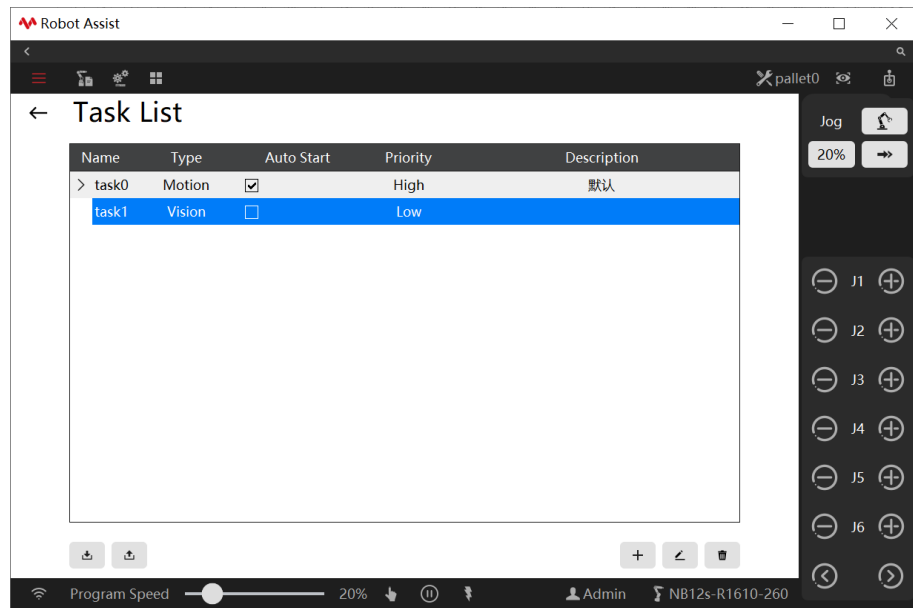 Robot Assist
pallet0
Task List
Jog
20%
Name Type Auto Start Priority Description
task0 Motion High 默认
task1 Vision Low
J1
J2
J3
J4
J5
J6
Program Speed 20% Admin NB12s-R1610-260